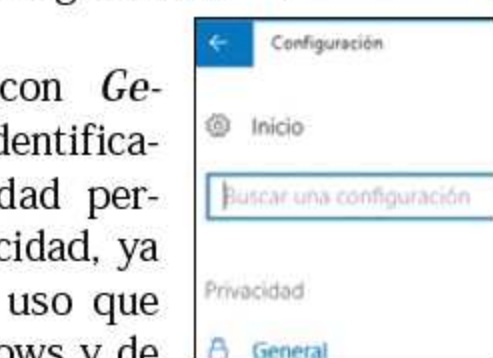 con Ge-
dentifica-
dad per-
cidad, ya
uso que
ows y de
Configuración
Inicio
Buscar una configuración
Privacidad
General